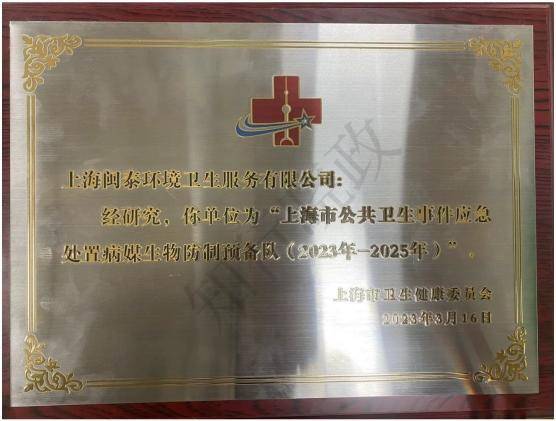 上海闽泰环境卫生服务有限公司：
经研究，你单位为“上海市公共卫生事件应急
处置病媒生物防制预备队（2023年-2025年）”。
上海市卫生健康委员会
2023年3月16日